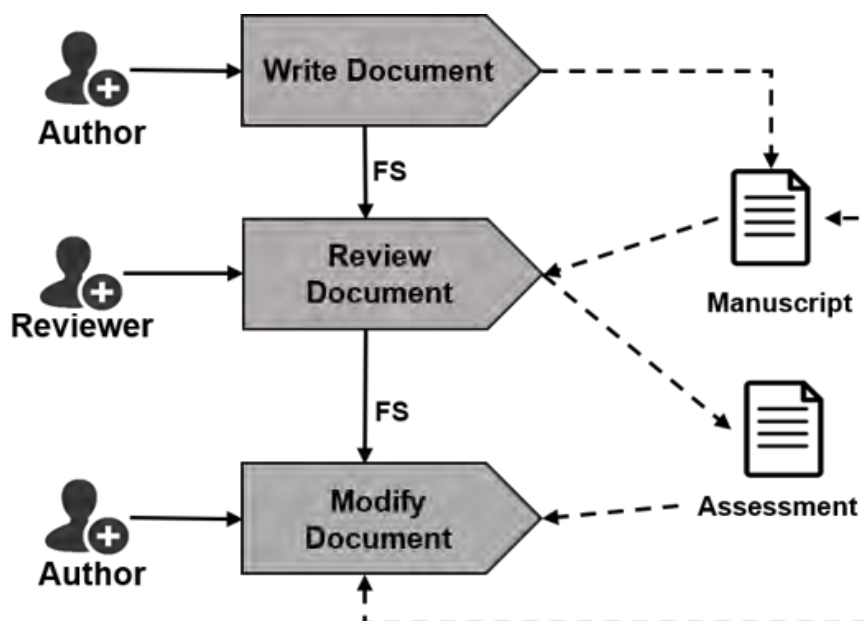 Write Document
Author
FS
Review
Document
Reviewer
Manuscript
FS
Modify
Document
Assessment
Author